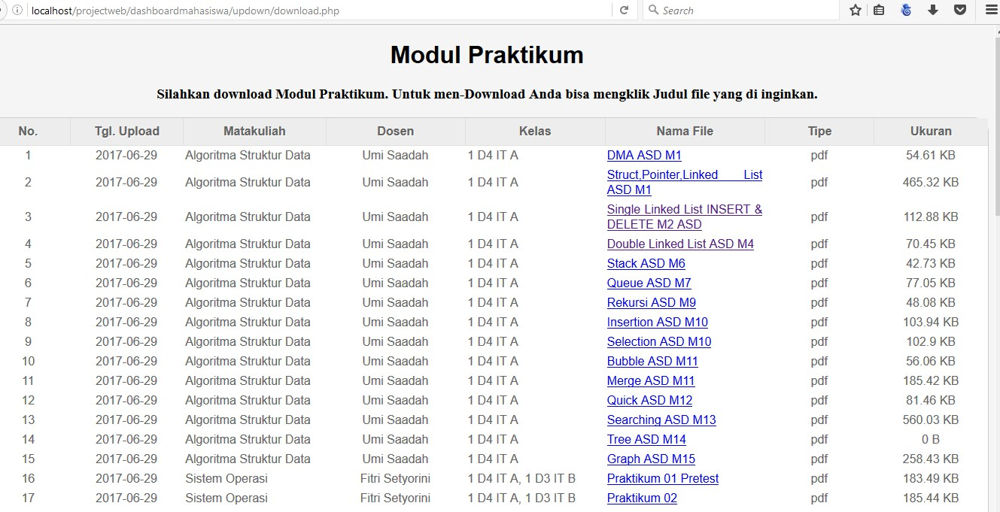 localhost/projectweb/dashboardmahasiswa/updown/download.php Search
Modul Praktikum
Silahkan download Modul Praktikum. Untuk men-Download Anda bisa mengklik Judul file yang di inginkan.
No. Tgl. Upload Matakuliah Dosen Kelas Nama File Tipe Ukuran
1 2017-06-29 Algoritma Struktur Data Umi Saadah 1 D4 IT A DMA ASD M1 pdf 54.61 KB
2 2017-06-29 Algoritma Struktur Data Umi Saadah 1 D4 IT A Struct,Pointer,Linked List
ASD M1 pdf 465.32 KB
3 2017-06-29 Algoritma Struktur Data Umi Saadah 1 D4 IT A Single Linked List INSERT &
DELETE M2 ASD pdf 112.88 KB
4 2017-06-29 Algoritma Struktur Data Umi Saadah 1 D4 IT A Double Linked List ASD M4 pdf 70.45 KB
5 2017-06-29 Algoritma Struktur Data Umi Saadah 1 D4 IT A Stack ASD M6 pdf 42.73 KB
6 2017-06-29 Algoritma Struktur Data Umi Saadah 1 D4 IT A Queue ASD M7 pdf 77.05 KB
7 2017-06-29 Algoritma Struktur Data Umi Saadah 1 D4 IT A Rekursi ASD M9 pdf 48.08 KB
8 2017-06-29 Algoritma Struktur Data Umi Saadah 1 D4 IT A Insertion ASD M10 pdf 103.94 KB
9 2017-06-29 Algoritma Struktur Data Umi Saadah 1 D4 IT A Selection ASD M10 pdf 102.9 KB
10 2017-06-29 Algoritma Struktur Data Umi Saadah 1 D4 IT A Bubble ASD M11 pdf 56.06 KB
11 2017-06-29 Algoritma Struktur Data Umi Saadah 1 D4 IT A Merge ASD M11 pdf 185.42 KB
12 2017-06-29 Algoritma Struktur Data Umi Saadah 1 D4 IT A Quick ASD M12 pdf 81.46 KB
13 2017-06-29 Algoritma Struktur Data Umi Saadah 1 D4 IT A Searching ASD M13 pdf 560.03 KB
14 2017-06-29 Algoritma Struktur Data Umi Saadah 1 D4 IT A Tree ASD M14 pdf 0 B
15 2017-06-29 Algoritma Struktur Data Umi Saadah 1 D4 IT A Graph ASD M15 pdf 258.43 KB
16 2017-06-29 Sistem Operasi Fitri Setyorini 1 D4 IT A, 1 D3 IT B Praktikum 01 Pretest pdf 183.49 KB
17 2017-06-29 Sistem Operasi Fitri Setyorini 1 D4 IT A, 1 D3 IT B Praktikum 02 pdf 185.44 KB